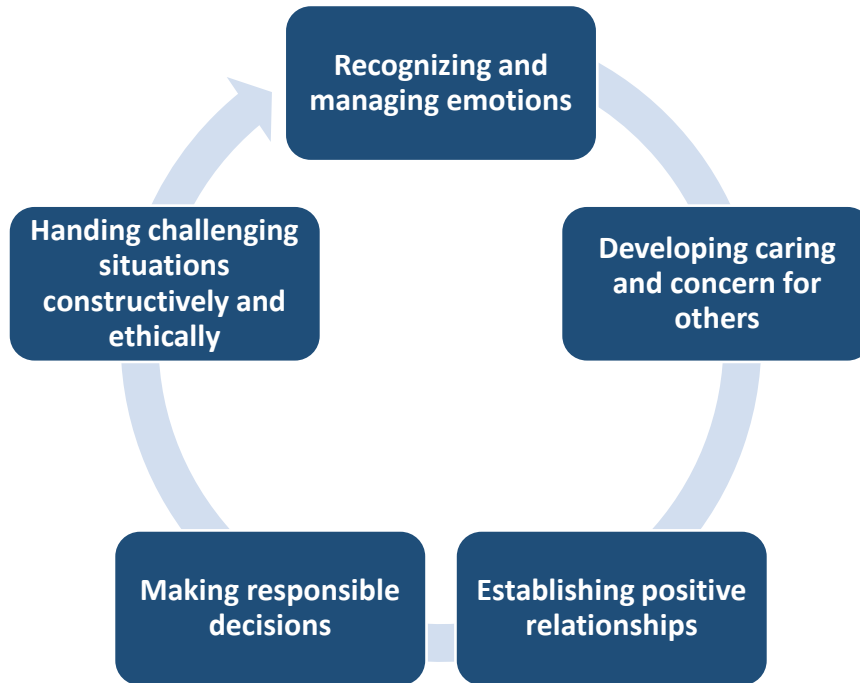 Recognizing and
managing emotions
Developing caring
and concern for
others
Establishing positive
relationships
Making responsible
decisions
Handing challenging
situations
constructively and
ethically